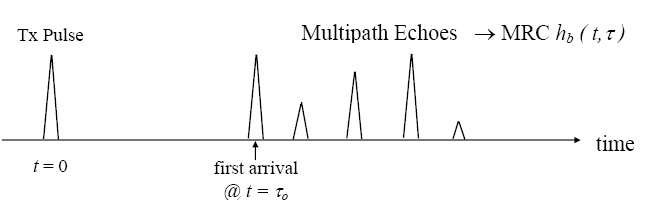 Tx Pulse
Multipath Echoes → MRC h_b ( t, τ )
time
t = 0
first arrival
@ t = τ_o